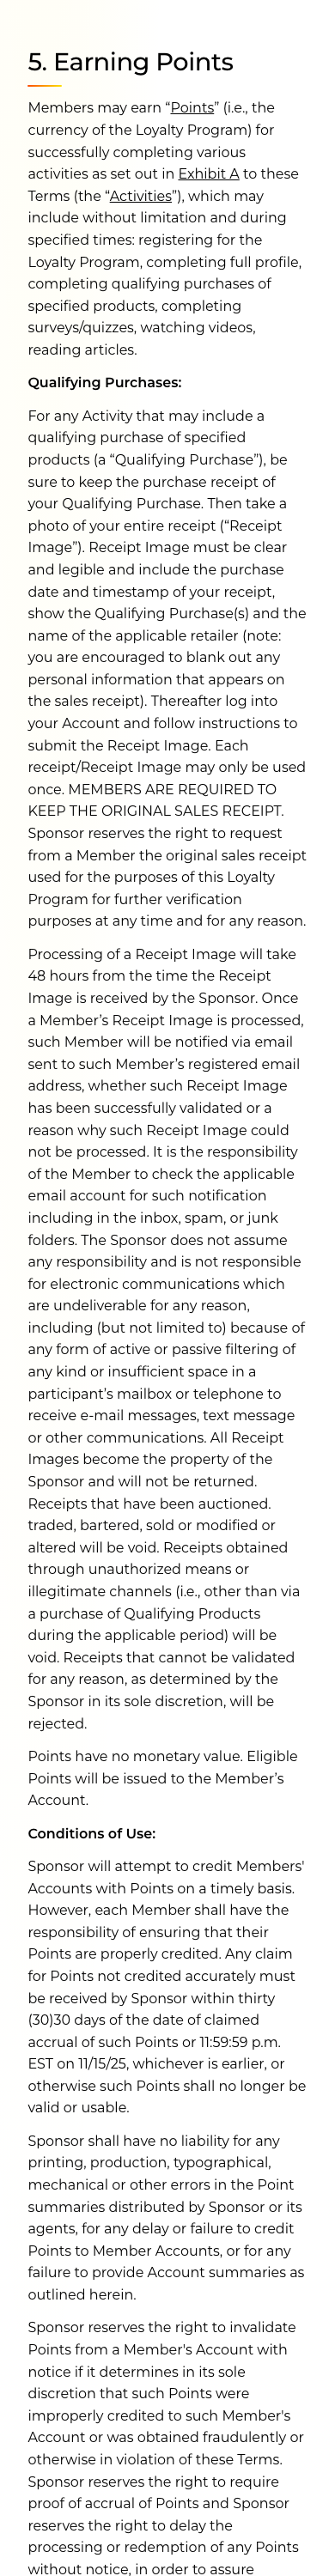 5. Earning Points
Members may earn “Points” (i.e., the
currency of the Loyalty Program) for
successfully completing various
activities as set out in Exhibit A to these
Terms (the “Activities”), which may
include without limitation and during
specified times: registering for the
Loyalty Program, completing full profile,
completing qualifying purchases of
specified products, completing
surveys/quizzes, watching videos,
reading articles.
Qualifying Purchases:
For any Activity that may include a
qualifying purchase of specified
products (a “Qualifying Purchase”), be
sure to keep the purchase receipt of
your Qualifying Purchase. Then take a
photo of your entire receipt (“Receipt
Image”). Receipt Image must be clear
and legible and include the purchase
date and timestamp of your receipt,
show the Qualifying Purchase(s) and the
name of the applicable retailer (note:
you are encouraged to blank out any
personal information that appears on
the sales receipt). Thereafter log into
your Account and follow instructions to
submit the Receipt Image. Each
receipt/Receipt Image may only be used
once. MEMBERS ARE REQUIRED TO
KEEP THE ORIGINAL SALES RECEIPT.
Sponsor reserves the right to request
from a Member the original sales receipt
used for the purposes of this Loyalty
Program for further verification
purposes at any time and for any reason.
Processing of a Receipt Image will take
48 hours from the time the Receipt
Image is received by the Sponsor. Once
a Member’s Receipt Image is processed,
such Member will be notified via email
sent to such Member’s registered email
address, whether such Receipt Image
has been successfully validated or a
reason why such Receipt Image could
not be processed. It is the responsibility
of the Member to check the applicable
email account for such notification
including in the inbox, spam, or junk
folders. The Sponsor does not assume
any responsibility and is not responsible
for electronic communications which
are undeliverable for any reason,
including (but not limited to) because of
any form of active or passive filtering of
any kind or insufficient space in a
participant’s mailbox or telephone to
receive e-mail messages, text message
or other communications. All Receipt
Images become the property of the
Sponsor and will not be returned.
Receipts that have been auctioned.
traded, bartered, sold or modified or
altered will be void. Receipts obtained
through unauthorized means or
illegitimate channels (i.e., other than via
a purchase of Qualifying Products
during the applicable period) will be
void. Receipts that cannot be validated
for any reason, as determined by the
Sponsor in its sole discretion, will be
rejected.
Points have no monetary value. Eligible
Points will be issued to the Member’s
Account.
Conditions of Use:
Sponsor will attempt to credit Members'
Accounts with Points on a timely basis.
However, each Member shall have the
responsibility of ensuring that their
Points are properly credited. Any claim
for Points not credited accurately must
be received by Sponsor within thirty
(30)30 days of the date of claimed
accrual of such Points or 11:59:59 p.m.
EST on 11/15/25, whichever is earlier, or
otherwise such Points shall no longer be
valid or usable.
Sponsor shall have no liability for any
printing, production, typographical,
mechanical or other errors in the Point
summaries distributed by Sponsor or its
agents, for any delay or failure to credit
Points to Member Accounts, or for any
failure to provide Account summaries as
outlined herein.
Sponsor reserves the right to invalidate
Points from a Member's Account with
notice if it determines in its sole
discretion that such Points were
improperly credited to such Member's
Account or was obtained fraudulently or
otherwise in violation of these Terms.
Sponsor reserves the right to require
proof of accrual of Points and Sponsor
reserves the right to delay the
processing or redemption of any Points
without notice, in order to assure